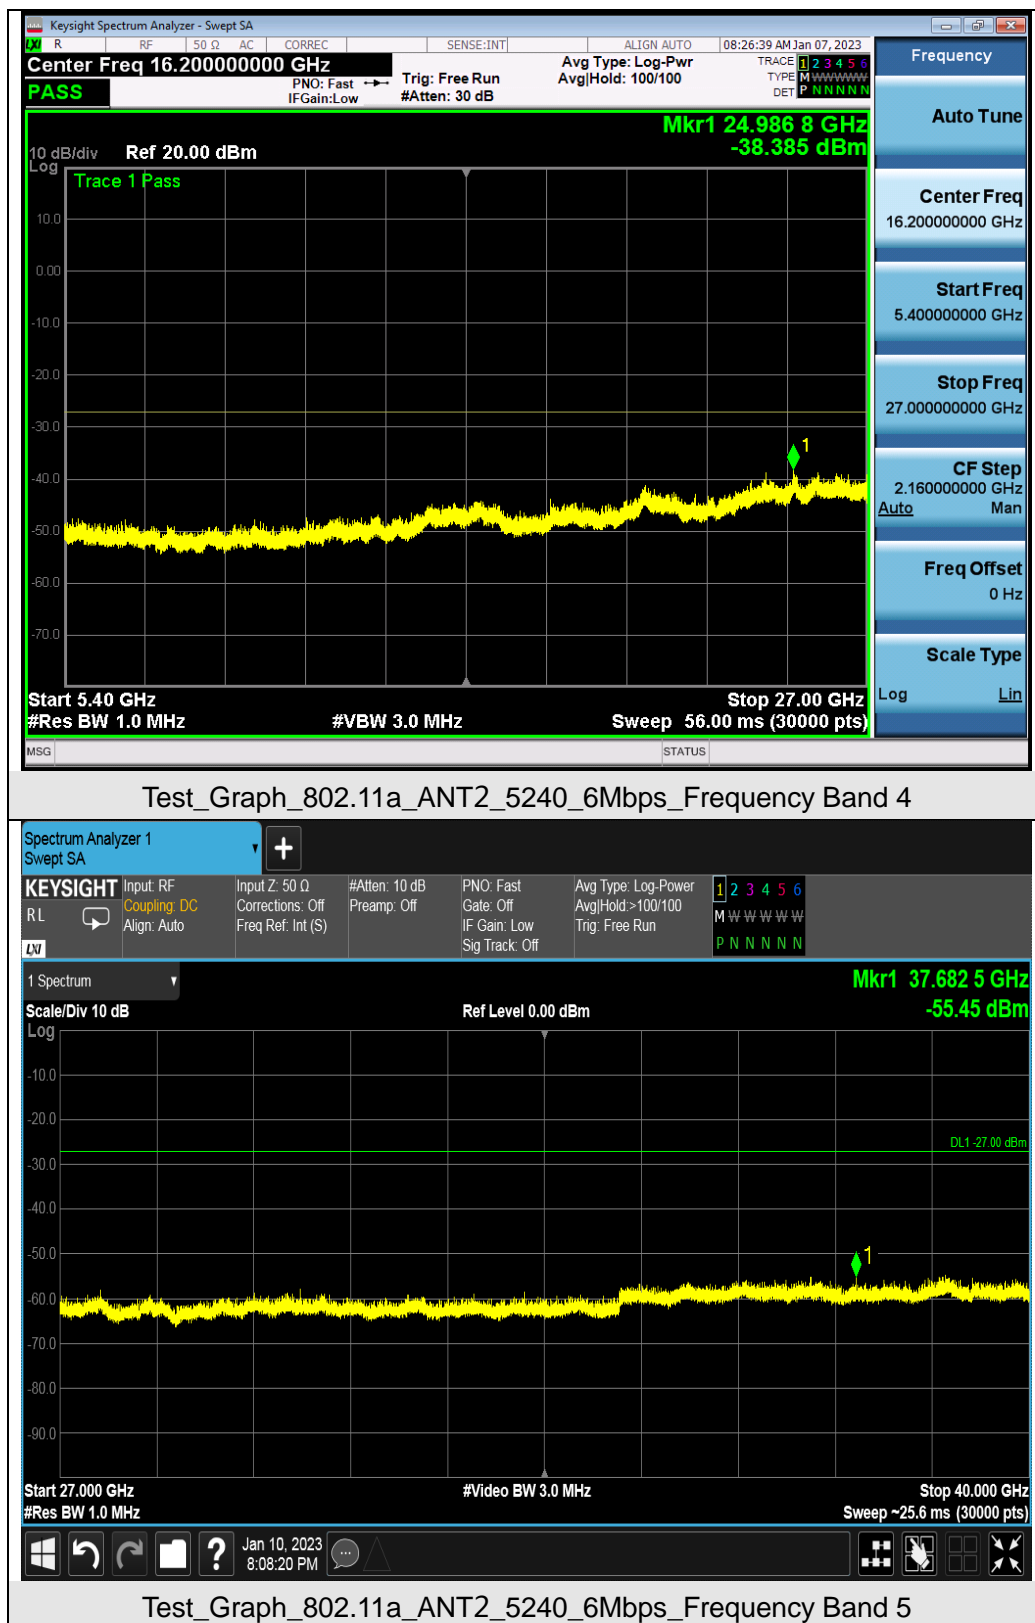 Keysight Spectrum Analyzer - Swept SA
LXI R RF 50 Ω AC CORREC SENSE:INT ALIGN AUTO 08:26:39 AM Jan 07, 2023
Center Freq 16.200000000 GHz
PASS
PNO: Fast
IFGain:Low
Trig: Free Run
#Atten: 30 dB
Avg Type: Log-Pwr
Avg|Hold: 100/100
TRACE 1 2 3 4 5 6
TYPE M W W W W W
DET P N N N N N
Mkr1 24.986 8 GHz
-38.385 dBm
10 dB/div Ref 20.00 dBm
Log
Trace 1 Pass
10.0
0.00
-10.0
-20.0
-30.0
1
-40.0
-50.0
-60.0
-70.0
Start 5.40 GHz Stop 27.00 GHz
#Res BW 1.0 MHz #VBW 3.0 MHz Sweep 56.00 ms (30000 pts)
MSG STATUS
Frequency
Auto Tune
Center Freq
16.200000000 GHz
Start Freq
5.400000000 GHz
Stop Freq
27.000000000 GHz
CF Step
2.160000000 GHz
Auto Man
Freq Offset
0 Hz
Scale Type
Log Lin
Test_Graph_802.11a_ANT2_5240_6Mbps_Frequency Band 4
Spectrum Analyzer 1
Swept SA
+
KEYSIGHT
R L
LXI
Input: RF
Coupling: DC
Align: Auto
Input Z: 50 Ω
Corrections: Off
Freq Ref: Int (S)
#Atten: 10 dB
Preamp: Off
PNO: Fast
Gate: Off
IF Gain: Low
Sig Track: Off
Avg Type: Log-Power
Avg|Hold:>100/100
Trig: Free Run
1 2 3 4 5 6
M W W W W W
P N N N N N
1 Spectrum
Mkr1 37.682 5 GHz
-55.45 dBm
Scale/Div 10 dB Ref Level 0.00 dBm
Log
-10.0
-20.0
DL1 -27.00 dBm
-30.0
-40.0
-50.0
1
-60.0
-70.0
-80.0
-90.0
Start 27.000 GHz #Video BW 3.0 MHz Stop 40.000 GHz
#Res BW 1.0 MHz Sweep ~25.6 ms (30000 pts)
?
Jan 10, 2023
8:08:20 PM
Test_Graph_802.11a_ANT2_5240_6Mbps_Frequency Band 5